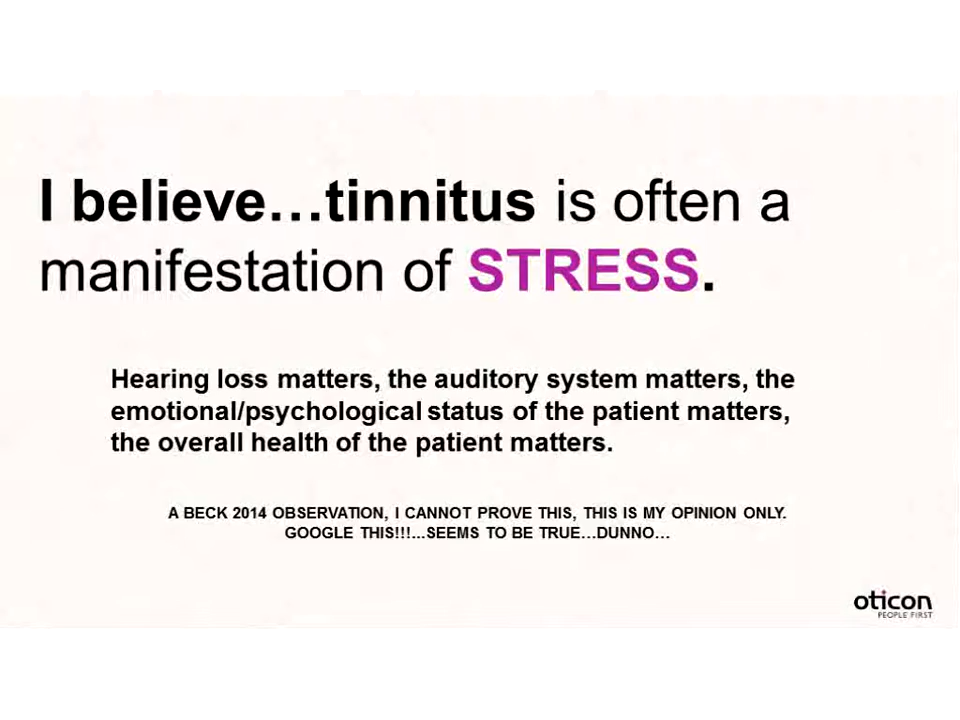 I believe…tinnitus is often a
manifestation of STRESS.
Hearing loss matters, the auditory system matters, the
emotional/psychological status of the patient matters,
the overall health of the patient matters.
A BECK 2014 OBSERVATION, I CANNOT PROVE THIS, THIS IS MY OPINION ONLY.
GOOGLE THIS!!!...SEEMS TO BE TRUE…DUNNO…
oticon
PEOPLE FIRST